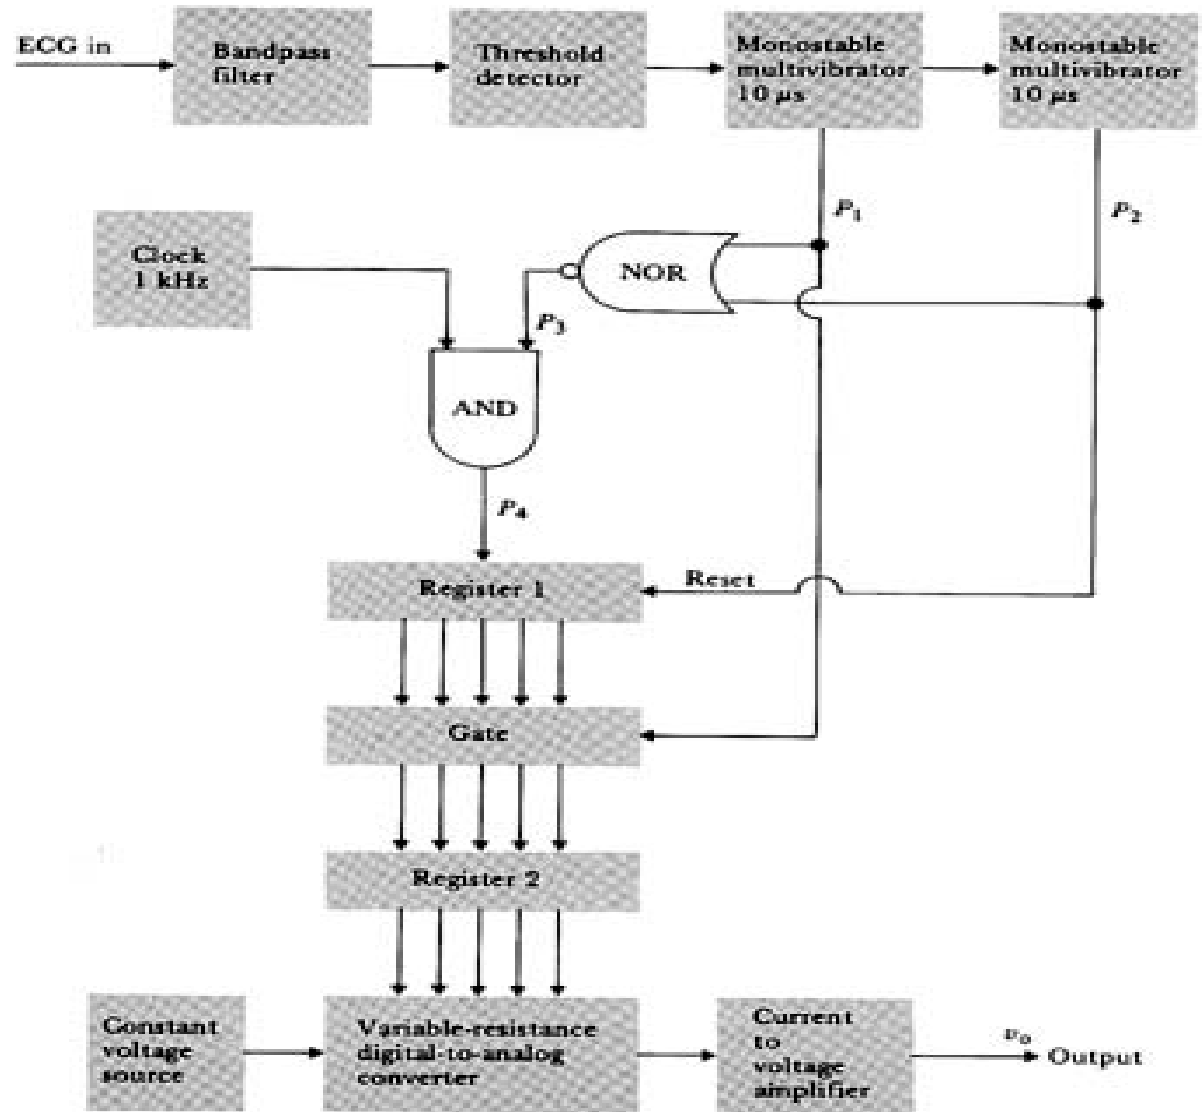 ECG in
Bandpass
filter
Threshold
detector
Monostable
multivibrator
10 μs
Monostable
multivibrator
10 μs
P1
P2
Clock
1 kHz
NOR
P3
AND
P4
Register 1
Reset
Gate
Register 2
Constant
voltage
source
Variable-resistance
digital-to-analog
converter
Current
to
voltage
amplifier
υo
Output